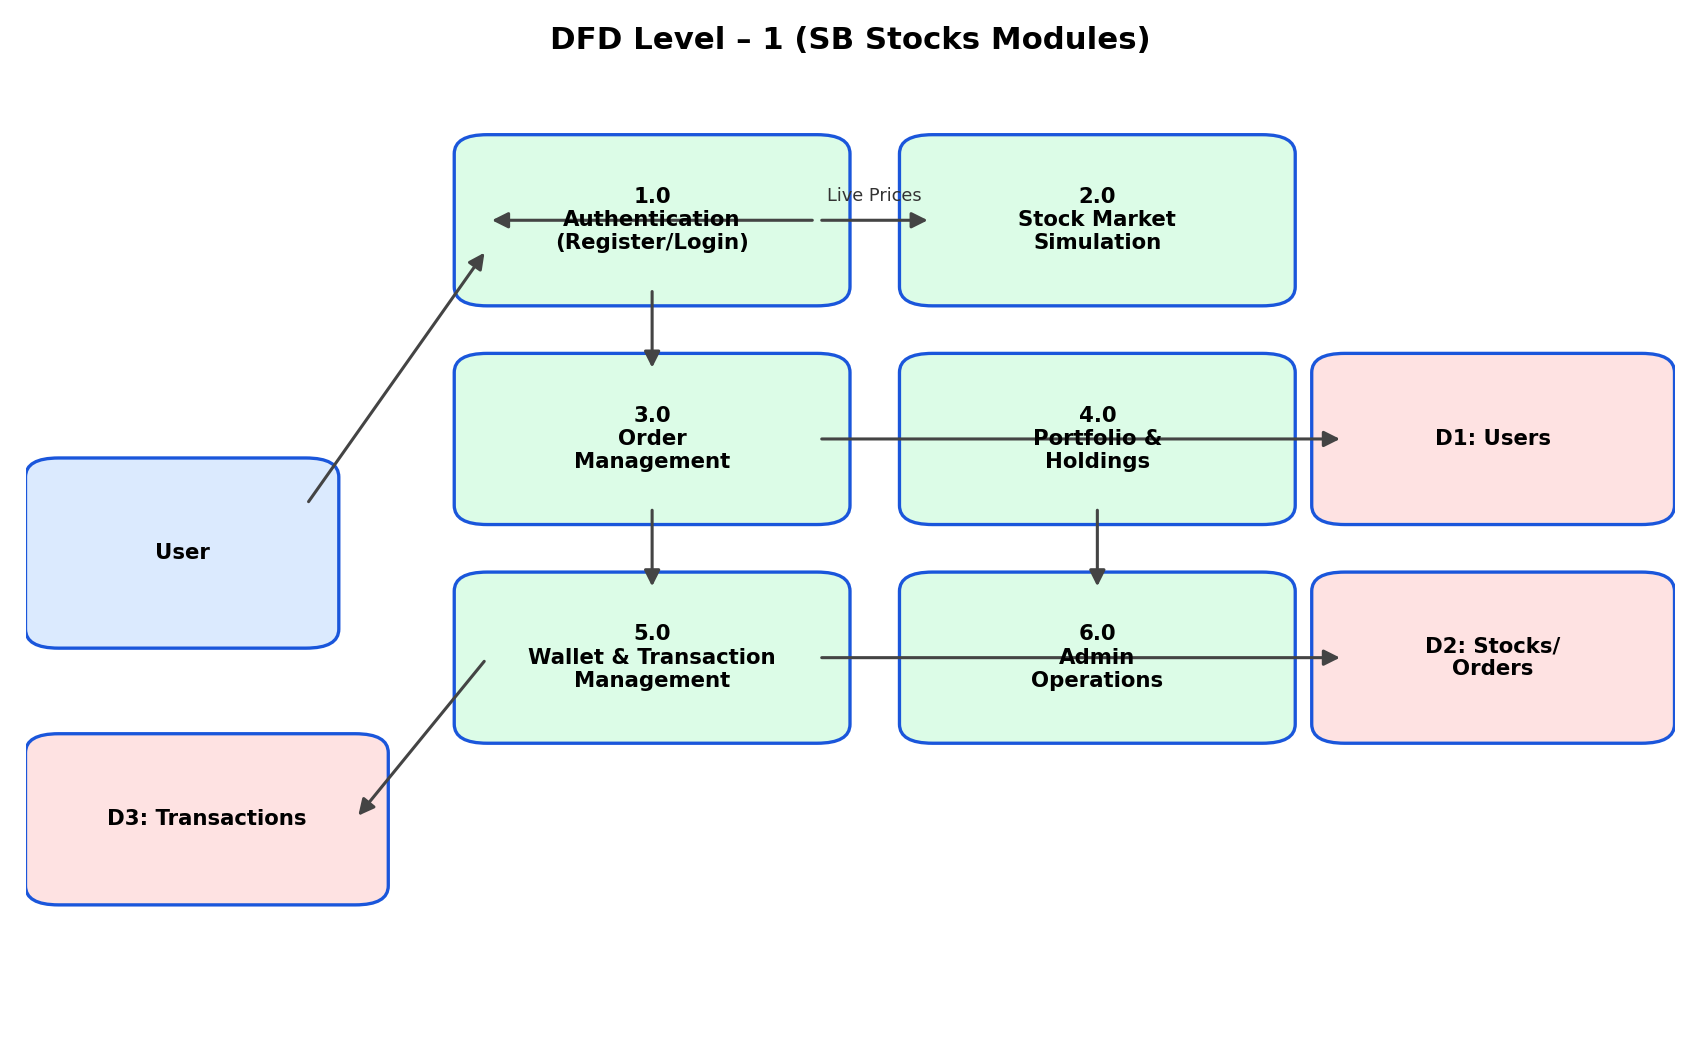 DFD Level – 1 (SB Stocks Modules)
1.0
Authentication
(Register/Login)
Live Prices
2.0
Stock Market
Simulation
3.0
Order
Management
4.0
Portfolio &
Holdings
D1: Users
User
5.0
Wallet & Transaction
Management
6.0
Admin
Operations
D2: Stocks/
Orders
D3: Transactions